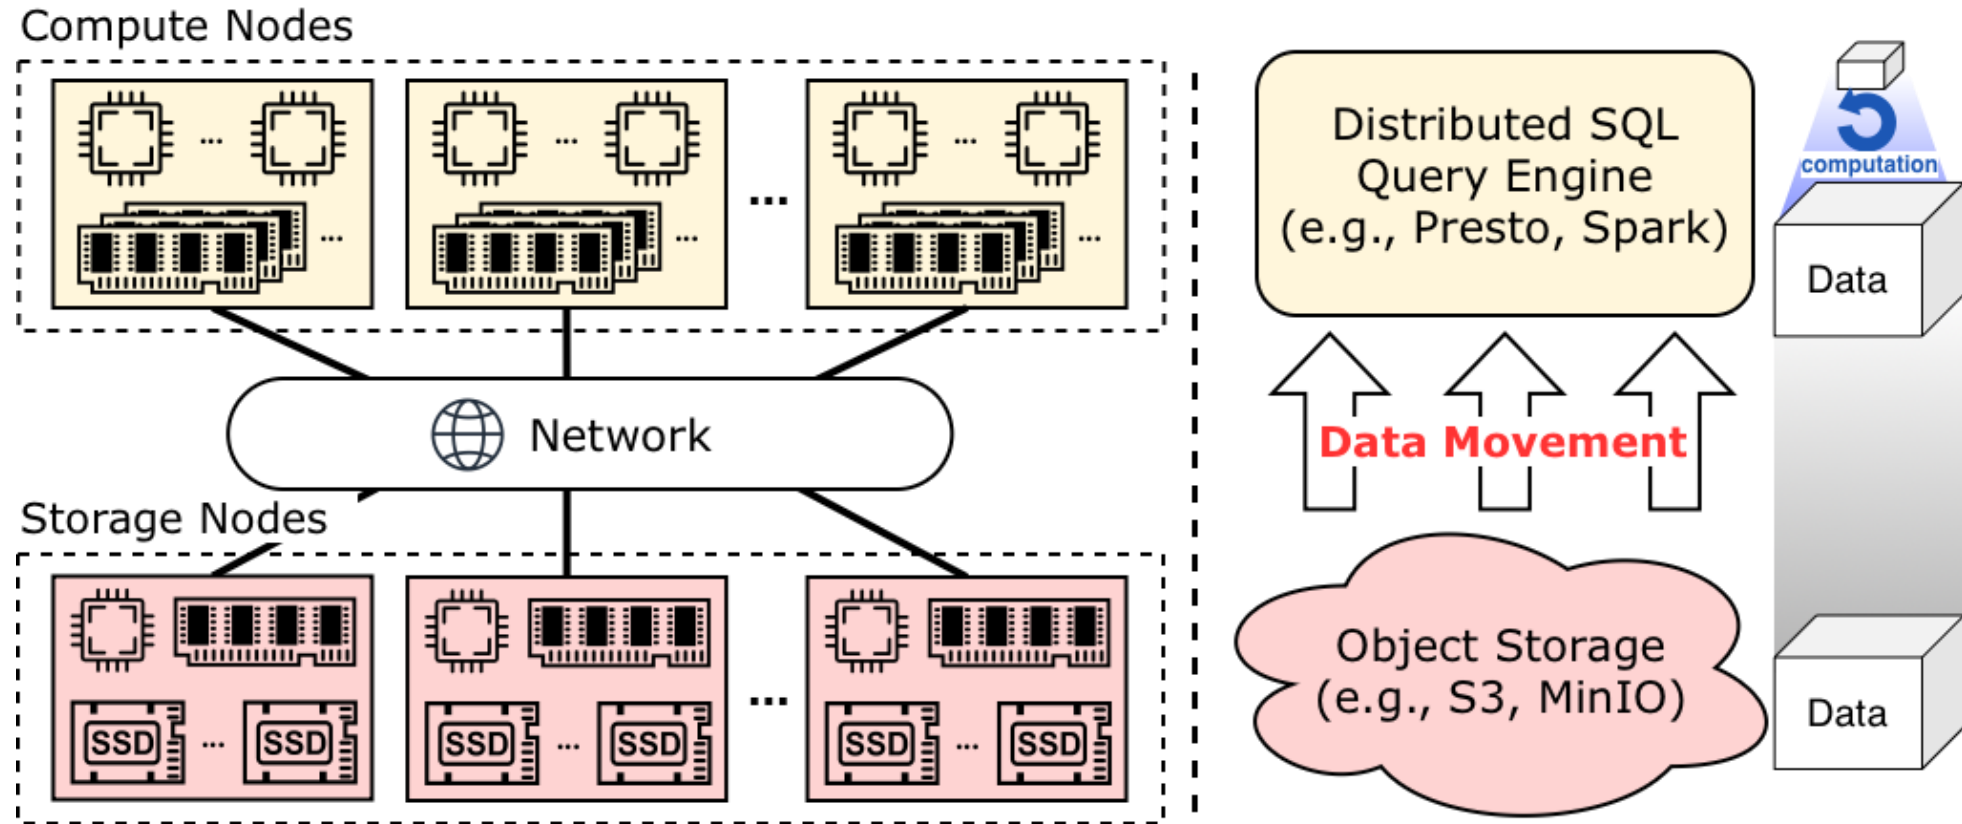 Compute Nodes
...
...
...
...
...
...
...
Network
Storage Nodes
...
SSD
...
SSD
SSD
...
SSD
SSD
...
SSD
Distributed SQL
Query Engine
(e.g., Presto, Spark)
Data Movement
Object Storage
(e.g., S3, MinIO)
computation
Data
Data